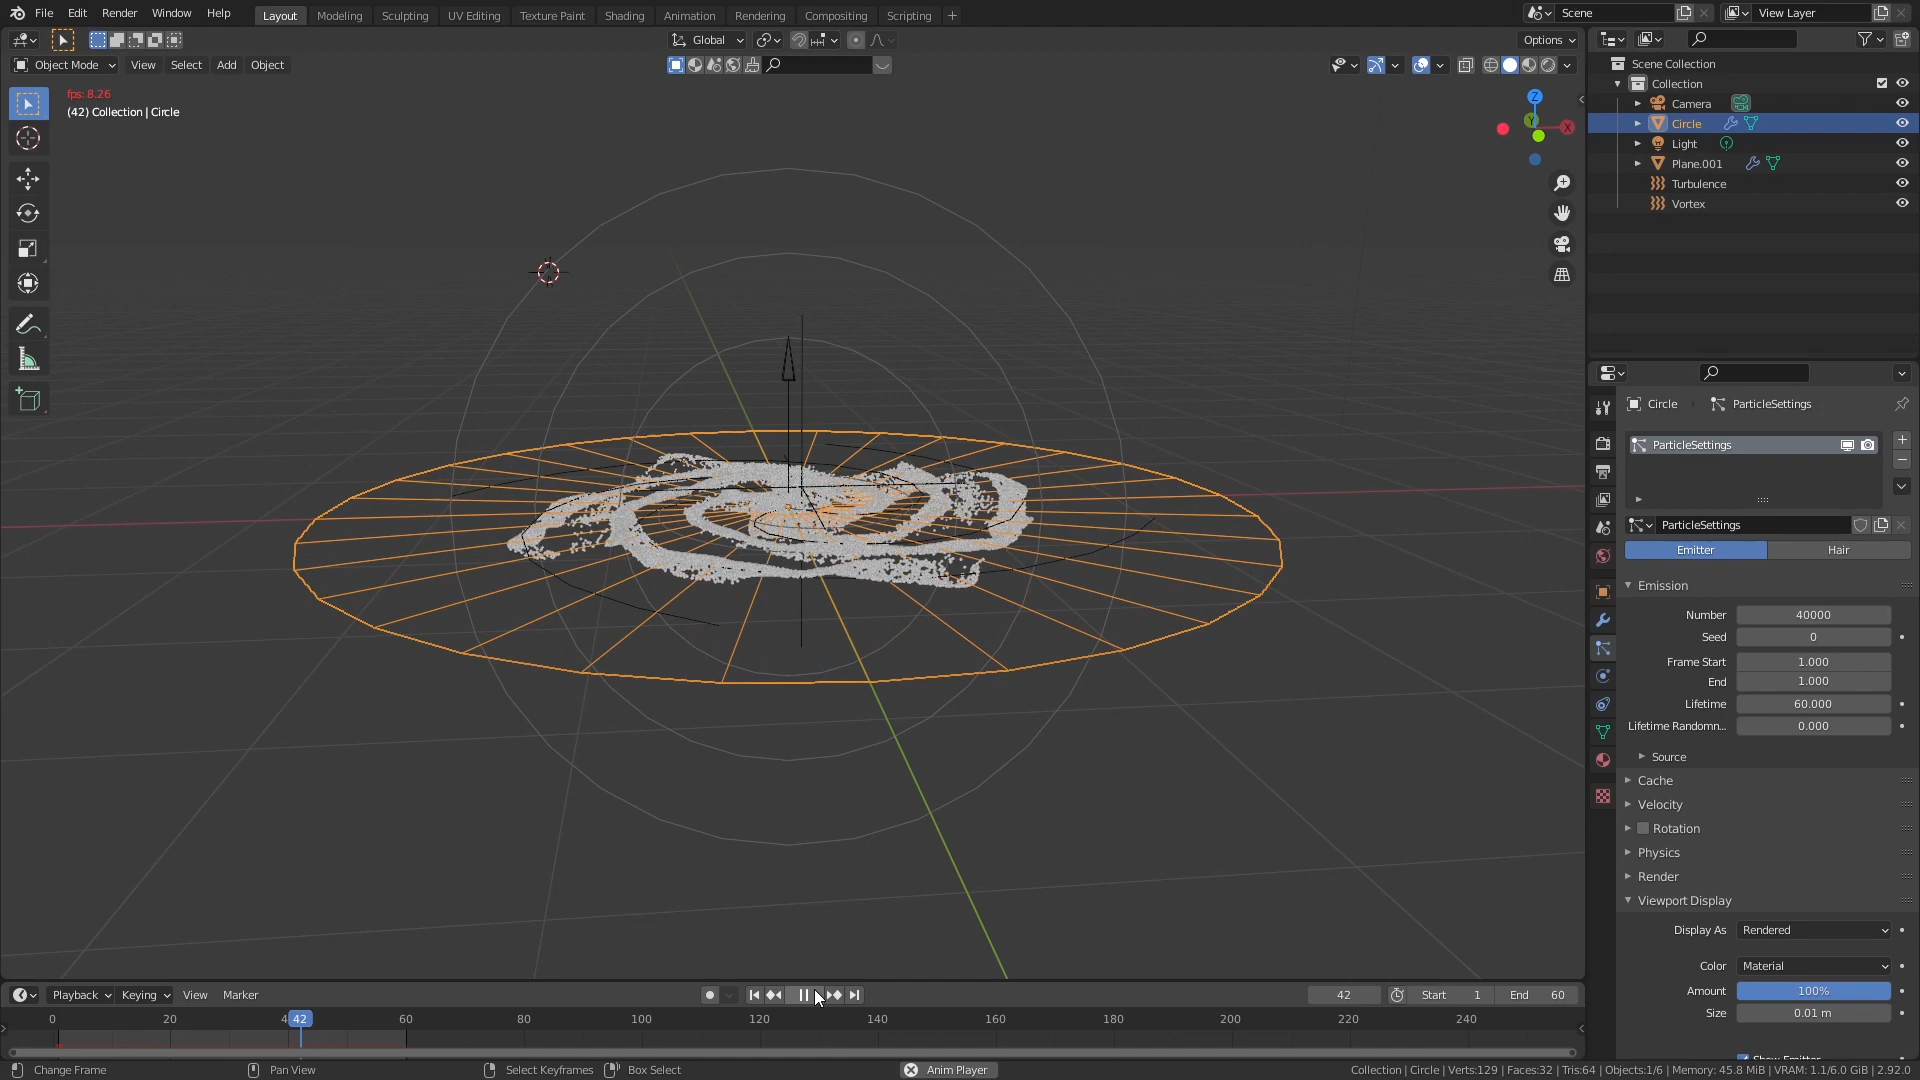 File Edit Render Window Help Layout Modeling Sculpting UV Editing Texture Paint Shading Animation Rendering Compositing Scripting + Scene View Layer
Global Options
Object Mode View Select Add Object
fps: 8.26
(42) Collection | Circle
Z
Y
X
Scene Collection
Collection
Camera
Circle
Light
Plane.001
Turbulence
Vortex
Circle ParticleSettings
ParticleSettings
ParticleSettings
Emitter Hair
Emission
Number 40000
Seed 0
Frame Start 1.000
End 1.000
Lifetime 60.000
Lifetime Randomn... 0.000
Source
Cache
Velocity
Rotation
Physics
Render
Viewport Display
Display As Rendered
Color Material
Amount 100%
Size 0.01 m
Show Emitter
Playback Keying View Marker 42 Start 1 End 60
0 20 4 42 60 80 100 120 140 160 180 200 220 240
Change Frame Pan View Select Keyframes Box Select Anim Player Collection | Circle | Verts:129 | Faces:32 | Tris:64 | Objects:1/6 | Memory: 45.8 MiB | VRAM: 1.1/6.0 GiB | 2.92.0